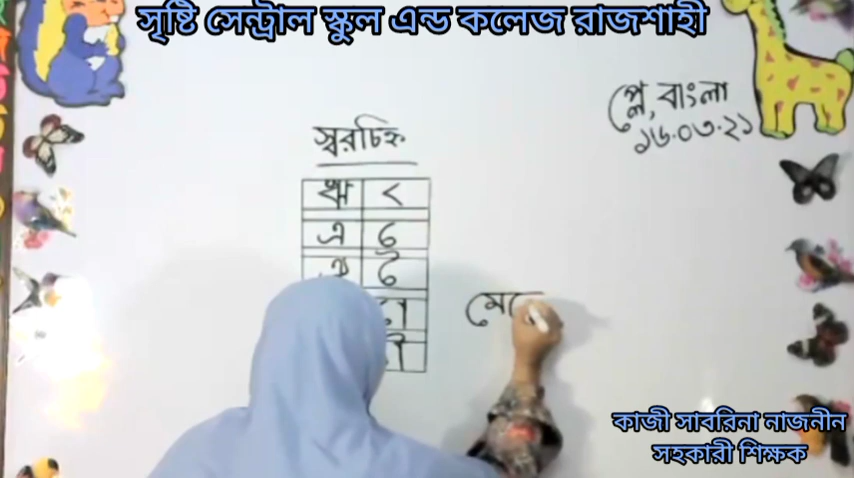 সৃষ্টি সেন্ট্রাল স্কুল এন্ড কলেজ রাজশাহী
প্লে, বাংলা
১৬.০৩.২১
স্বরচিহ্ন
ঋ ৃ
এ ে
ঐ ৈ
ো
ৌ
কাজী সাবরিনা নাজনীন
সহকারী শিক্ষক